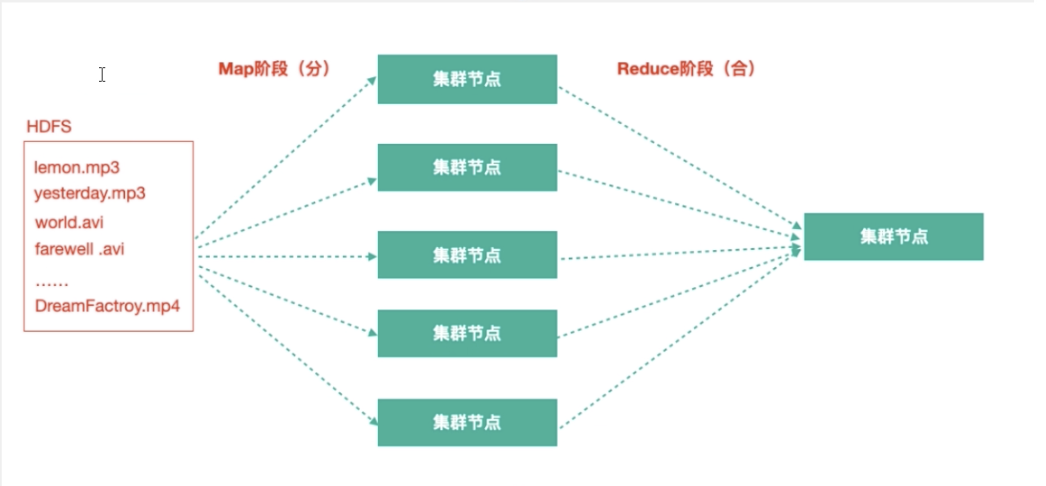 Map阶段（分）
Reduce阶段（合）
HDFS
lemon.mp3
yesterday.mp3
world.avi
farewell .avi
……
DreamFactroy.mp4
集群节点
集群节点
集群节点
集群节点
集群节点
集群节点